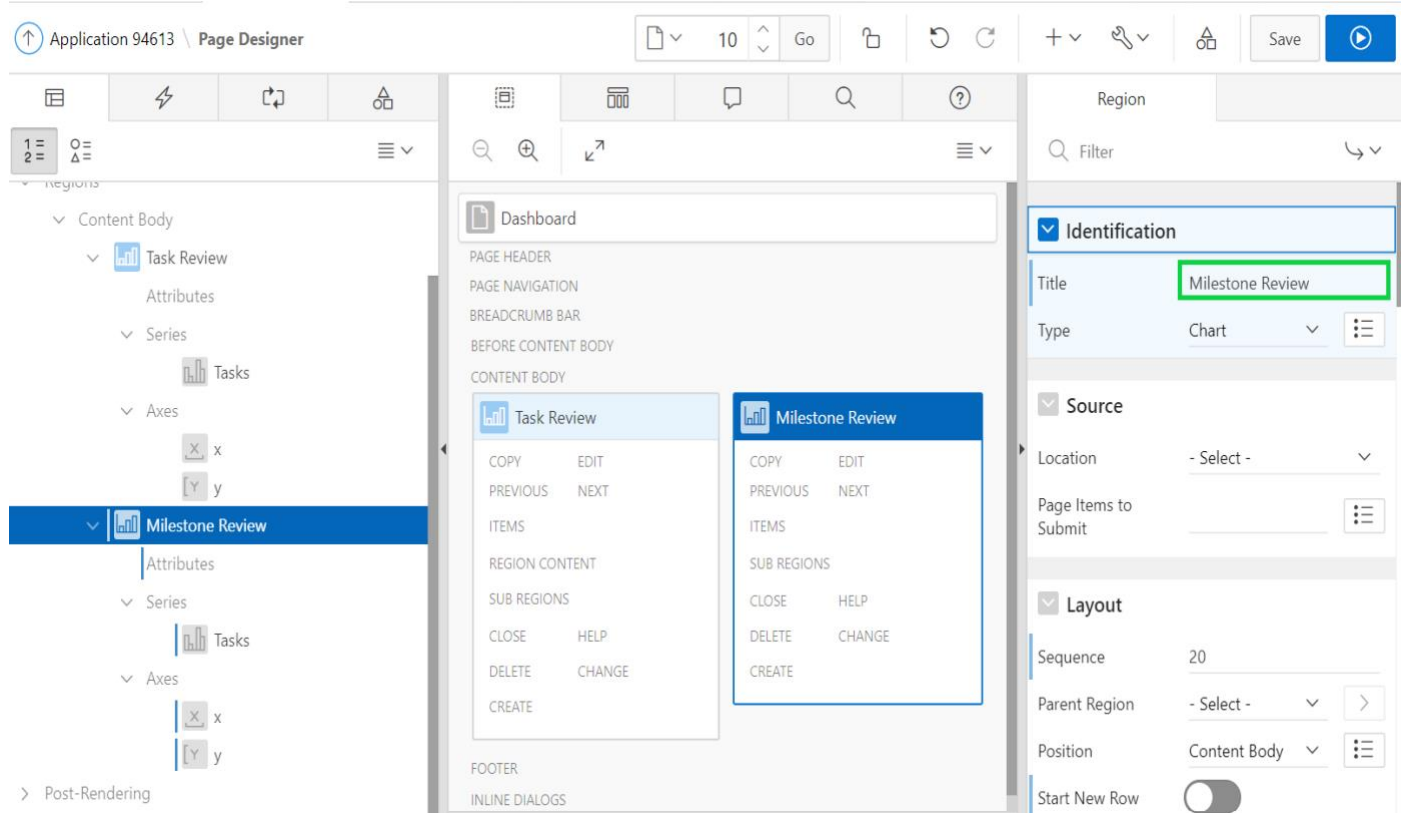 Application 94613 \ Page Designer
10
Go
Save
1 =
2 =
Regions
Content Body
Task Review
Attributes
Series
Tasks
Axes
x
y
Milestone Review
Attributes
Series
Tasks
Axes
x
y
Post-Rendering
Dashboard
PAGE HEADER
PAGE NAVIGATION
BREADCRUMB BAR
BEFORE CONTENT BODY
CONTENT BODY
Task Review
COPY EDIT
PREVIOUS NEXT
ITEMS
REGION CONTENT
SUB REGIONS
CLOSE HELP
DELETE CHANGE
CREATE
Milestone Review
COPY EDIT
PREVIOUS NEXT
ITEMS
SUB REGIONS
CLOSE HELP
DELETE CHANGE
CREATE
FOOTER
INLINE DIALOGS
Region
Filter
Identification
Title Milestone Review
Type Chart
Source
Location - Select -
Page Items to
Submit
Layout
Sequence 20
Parent Region - Select -
Position Content Body
Start New Row